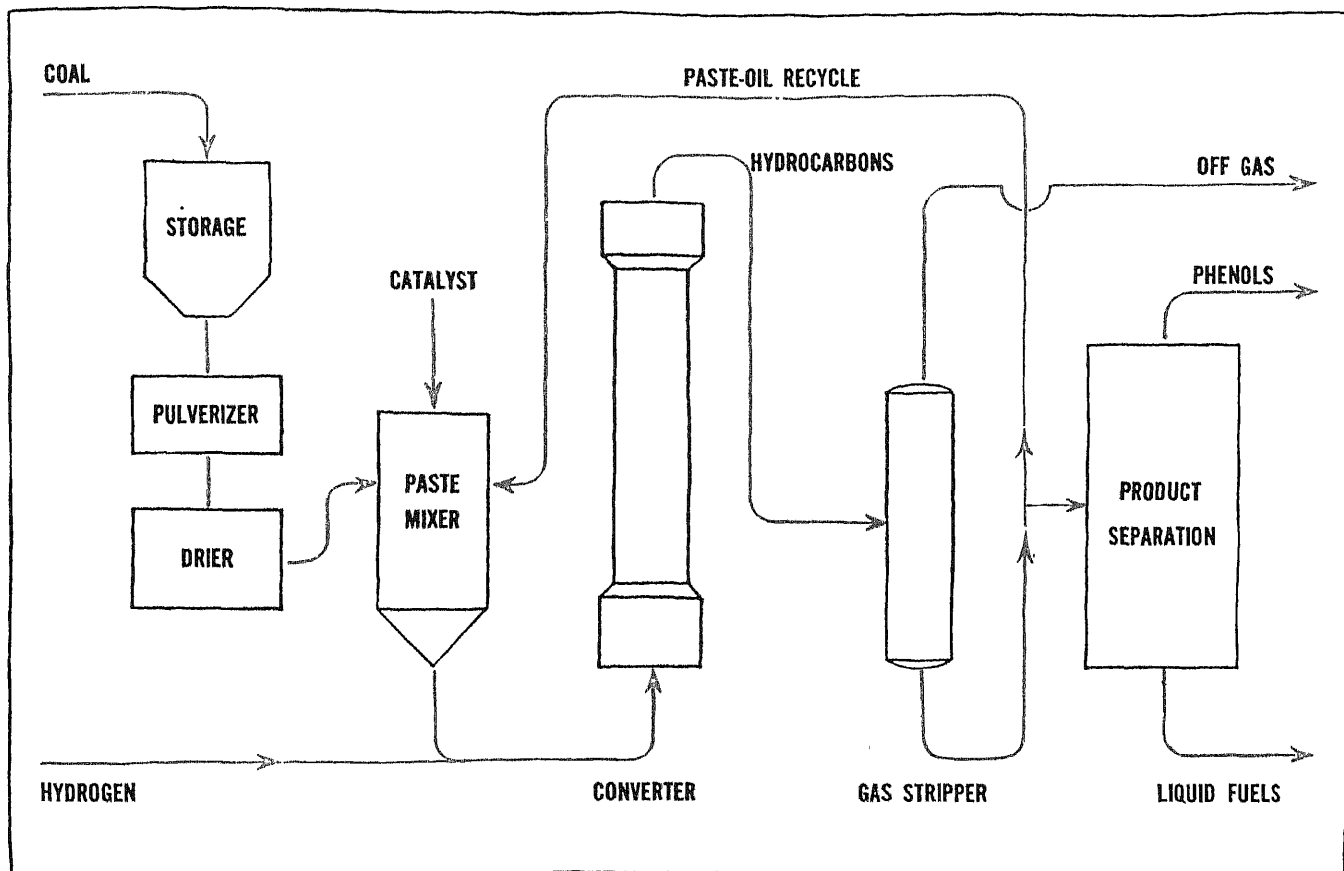 COAL
PASTE-OIL RECYCLE
HYDROCARBONS
OFF GAS
STORAGE
CATALYST
PHENOLS
PULVERIZER
PASTE
MIXER
PRODUCT
SEPARATION
DRIER
HYDROGEN
CONVERTER
GAS STRIPPER
LIQUID FUELS